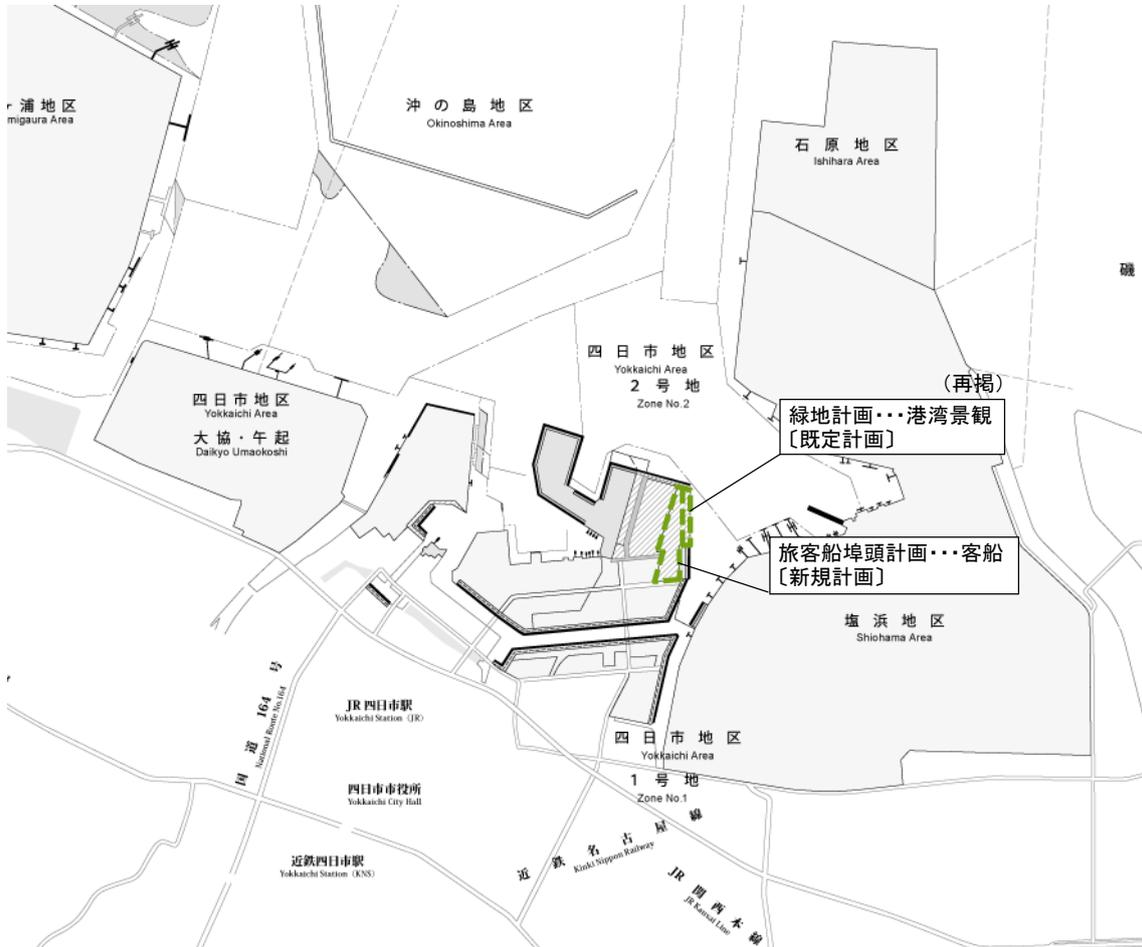 浦地区
migaura Area
沖の島地区
Okinoshima Area
石原地区
Ishihara Area
磯
四日市地区
Yokkaichi Area
2号地
Zone No.2
(再掲)
緑地計画･･･港湾景観
〔既定計画〕
四日市地区
Yokkaichi Area
大協・午起
Daikyo Umaokoshi
旅客船埠頭計画･･･客船
〔新規計画〕
塩浜地区
Shiohama Area
国道164号
National Route No.164
JR 四日市駅
Yokkaichi Station (JR)
四日市地区
Yokkaichi Area
1号地
Zone No.1
四日市市役所
Yokkaichi City Hall
近鉄名古屋線
Kinki Nippon Railway
近鉄四日市駅
Yokkaichi Station (KNS)
JR 関西本線
JR Kansai Line